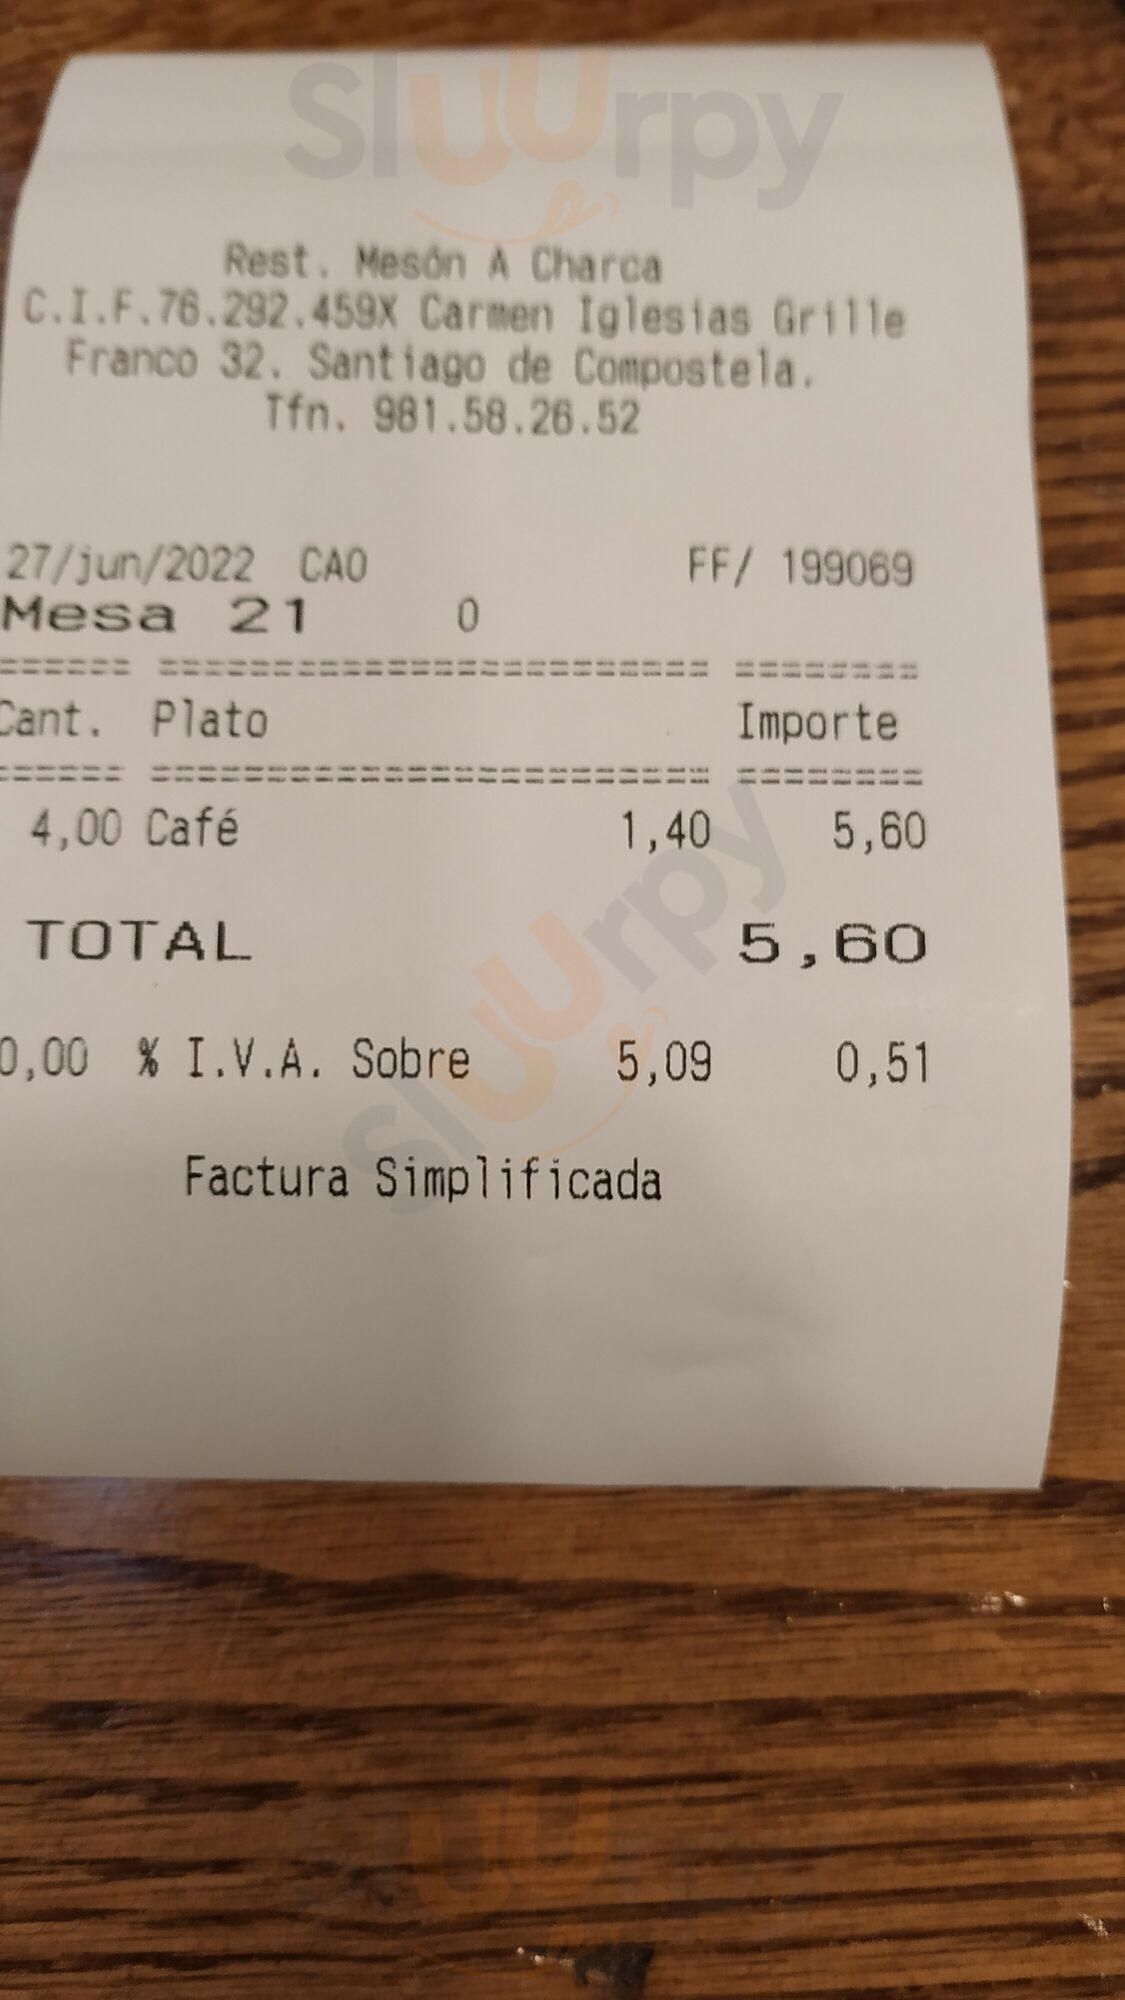 Sluurpy
Rest. Mesón A Charca
C.I.F.76.292.459X Carmen Iglesias Grille
Franco 32. Santiago de Compostela.
Tfn. 981.58.26.52
27/jun/2022 CAO FF/ 199069
Mesa 21 0
====== ======================= ========
Cant. Plato Importe
====== ======================= ========
4,00 Café 1,40 5,60
TOTAL 5,60
0,00 % I.V.A. Sobre 5,09 0,51
Sluurpy
Factura Simplificada